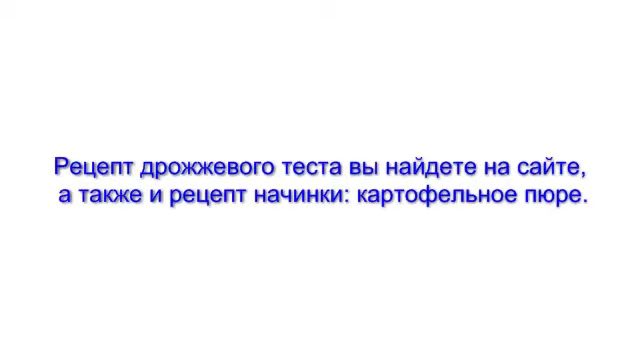 Рецепт дрожжевого теста вы найдете на сайте,
а также и рецепт начинки: картофельное пюре.